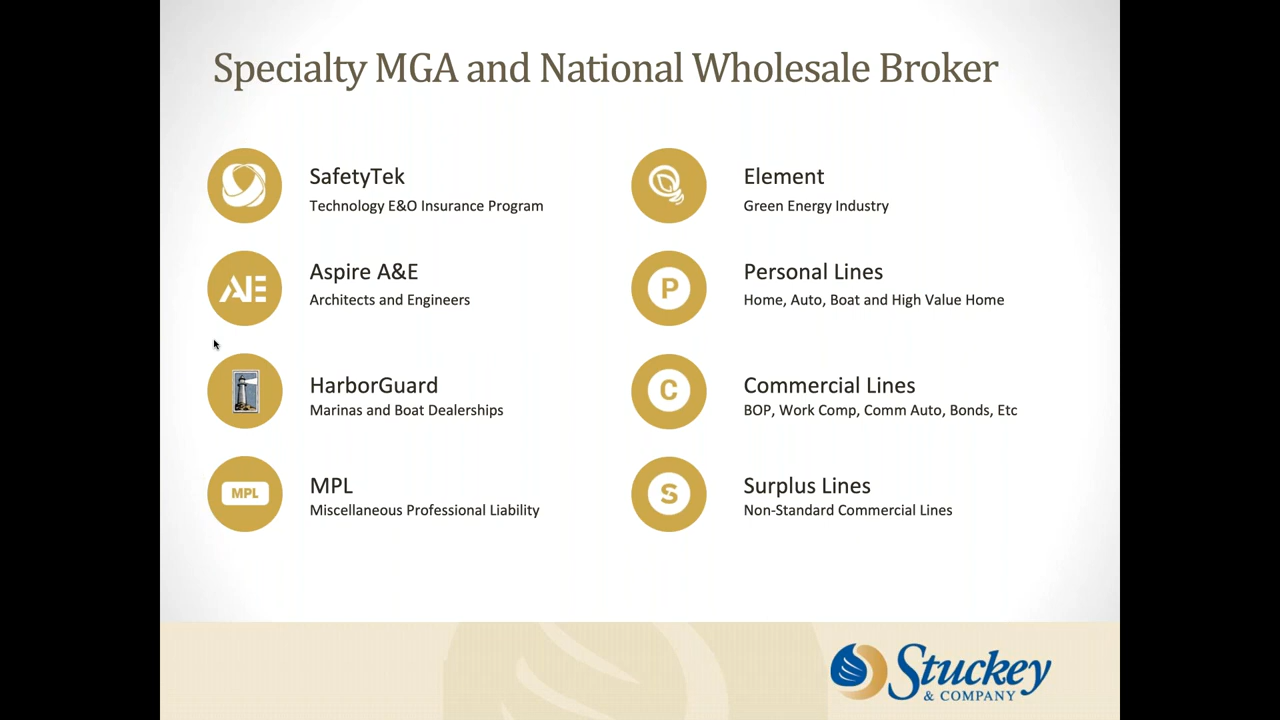 Specialty MGA and National Wholesale Broker
SafetyTek
Technology E&O Insurance Program
AE
Aspire A&E
Architects and Engineers
HarborGuard
Marinas and Boat Dealerships
MPL
MPL
Miscellaneous Professional Liability
Element
Green Energy Industry
P
Personal Lines
Home, Auto, Boat and High Value Home
C
Commercial Lines
BOP, Work Comp, Comm Auto, Bonds, Etc
S
Surplus Lines
Non-Standard Commercial Lines
Stuckey
& COMPANY